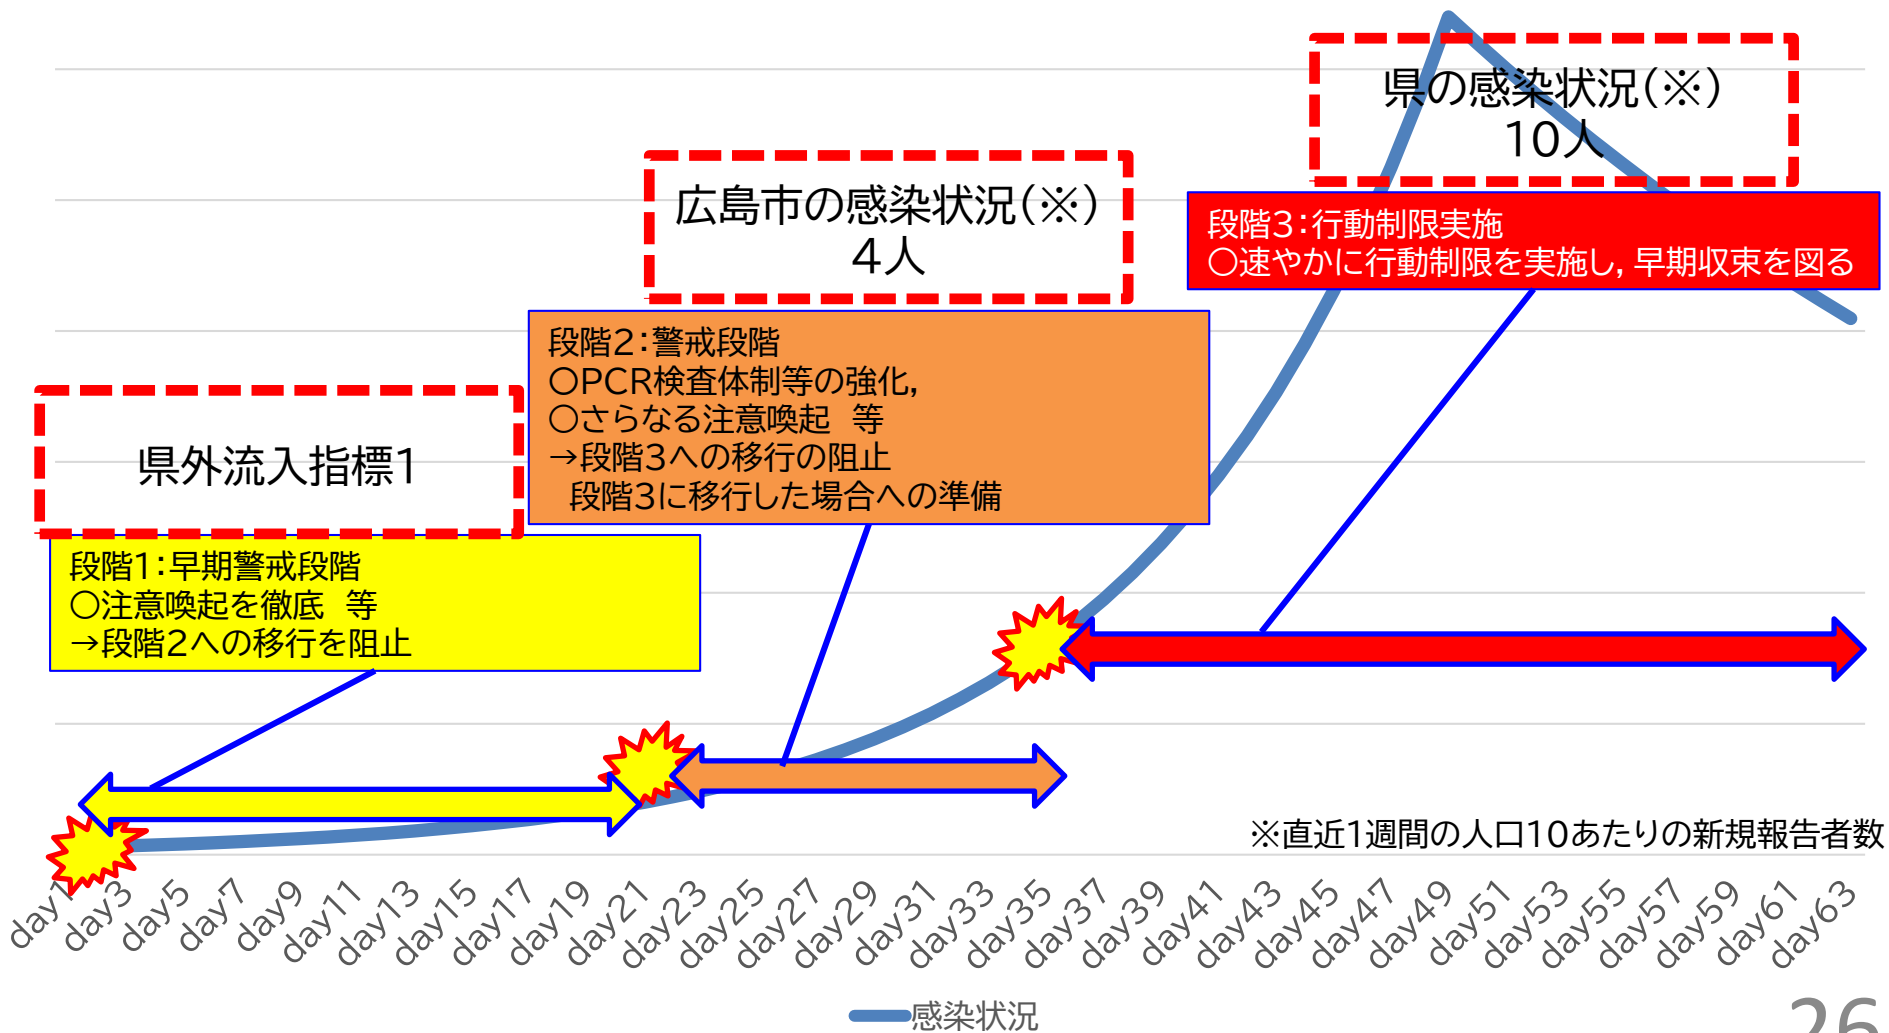 県の感染状況(※)
10人
広島市の感染状況(※)
4人
段階3:行動制限実施
○速やかに行動制限を実施し,早期収束を図る
段階2:警戒段階
○PCR検査体制等の強化,
○さらなる注意喚起 等
→段階3への移行の阻止
段階3に移行した場合への準備
県外流入指標1
段階1:早期警戒段階
○注意喚起を徹底 等
→段階2への移行を阻止
※直近1週間の人口10あたりの新規報告者数
day1
day3
day5
day7
day9
day11
day13
day15
day17
day19
day21
day23
day25
day27
day29
day31
day33
day35
day37
day39
day41
day43
day45
day47
day49
day51
day53
day55
day57
day59
day61
day63
感染状況
26